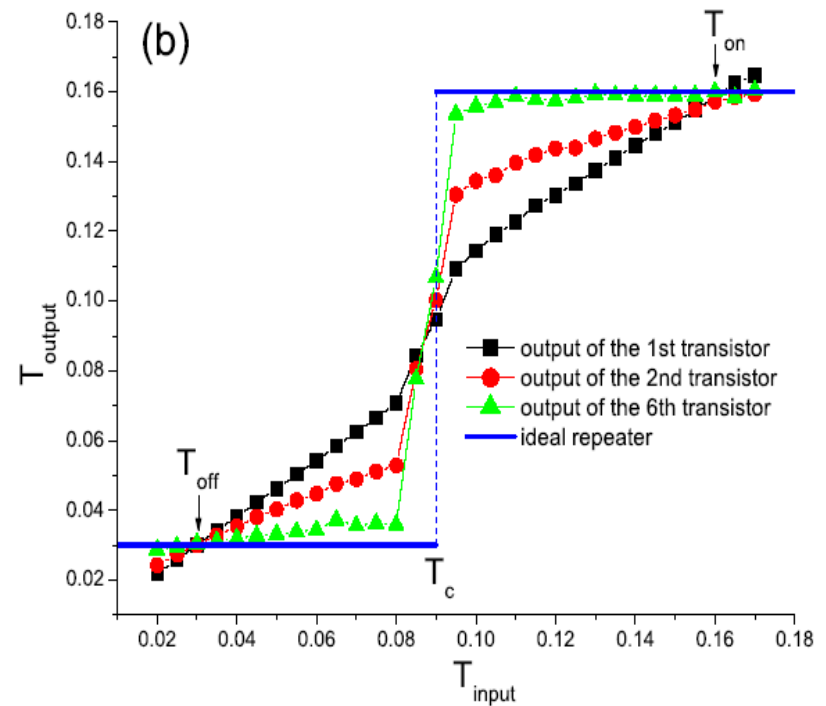 (b)
T_on
0.18
0.16
0.14
0.12
0.10
0.08
0.06
0.04
0.02
T_output
output of the 1st transistor
output of the 2nd transistor
output of the 6th transistor
ideal repeater
T_off
T_c
0.02 0.04 0.06 0.08 0.10 0.12 0.14 0.16 0.18
T_input